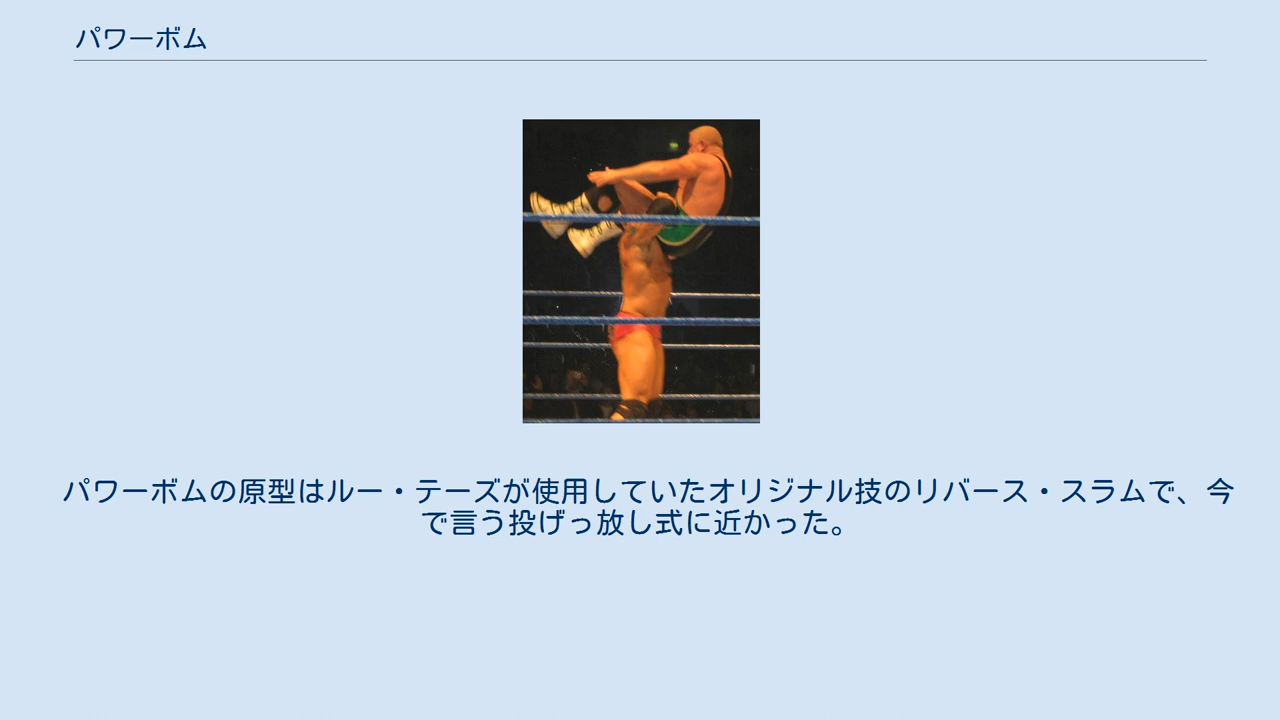 パワーボム
パワーボムの原型はルー・テーズが使用していたオリジナル技のリバース・スラムで、今
で言う投げっ放し式に近かった。